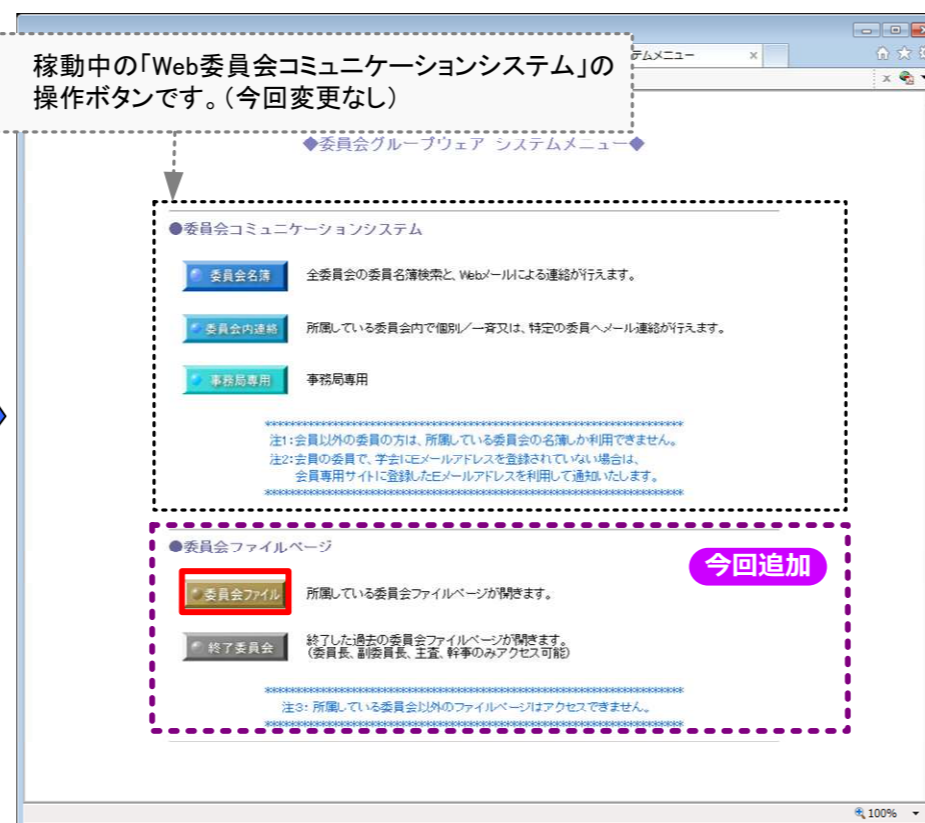 稼動中の「Web委員会コミュニケーションシステム」の
操作ボタンです。（今回変更なし）
テムメニュー
◆委員会グループウェア システムメニュー◆
●委員会コミュニケーションシステム
委員会名簿 全委員会の委員名簿検索と、Webメールによる連絡が行えます。
委員会内連絡 所属している委員会内で個別／一斉又は、特定の委員へメール連絡が行えます。
事務局専用 事務局専用
注1：会員以外の委員の方は、所属している委員会の名簿しか利用できません。
注2：会員の委員で、学会にEメールアドレスを登録されていない場合は、
会員専用サイトに登録したEメールアドレスを利用して通知いたします。
●委員会ファイルページ
今回追加
委員会ファイル 所属している委員会ファイルページが開きます。
終了委員会 終了した過去の委員会ファイルページが開きます。
（委員長、副委員長、主査、幹事のみアクセス可能）
注3： 所属している委員会以外のファイルページはアクセスできません。
100%